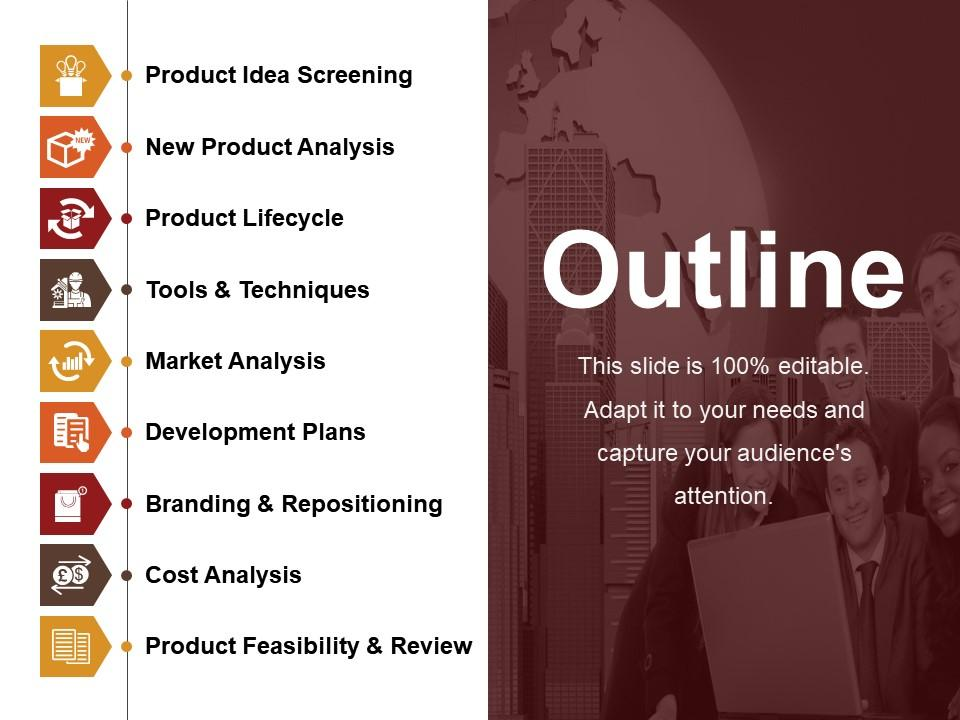 Product Idea Screening
NEW
New Product Analysis
Product Lifecycle
Tools & Techniques
Market Analysis
Development Plans
Branding & Repositioning
£ $
Cost Analysis
Product Feasibility & Review
Outline
This slide is 100% editable.
Adapt it to your needs and
capture your audience's
attention.